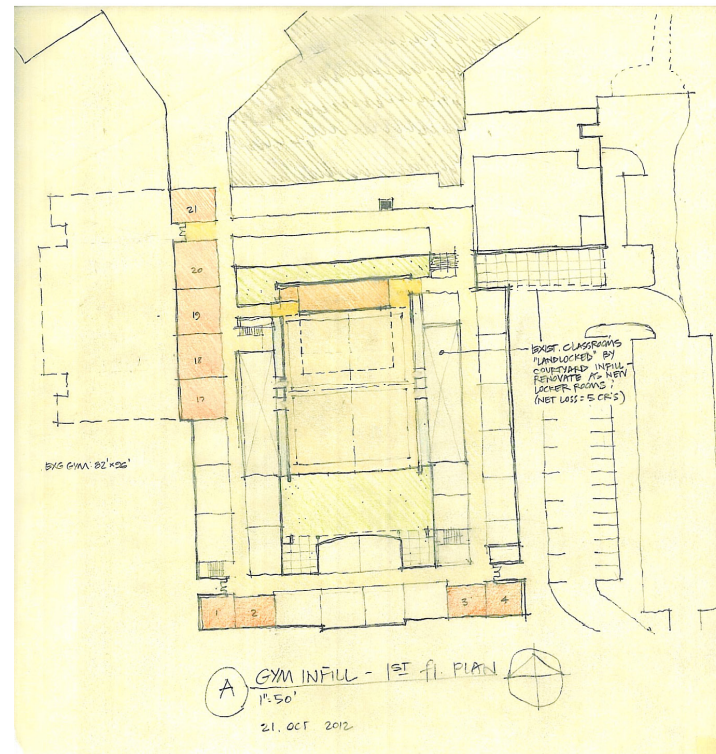 21
20
19
18
17
EXIST. CLASSROOMS
"LANDLOCKED" BY
COURTYARD INFILL.
RENOVATE AS NEW
LOCKER ROOMS.
(NET LOSS = 5 CR'S)
EXG GYM: 82'x96'
1 2 3 4
A GYM INFILL - 1ST fl. PLAN
1"=50'
21. OCT 2012